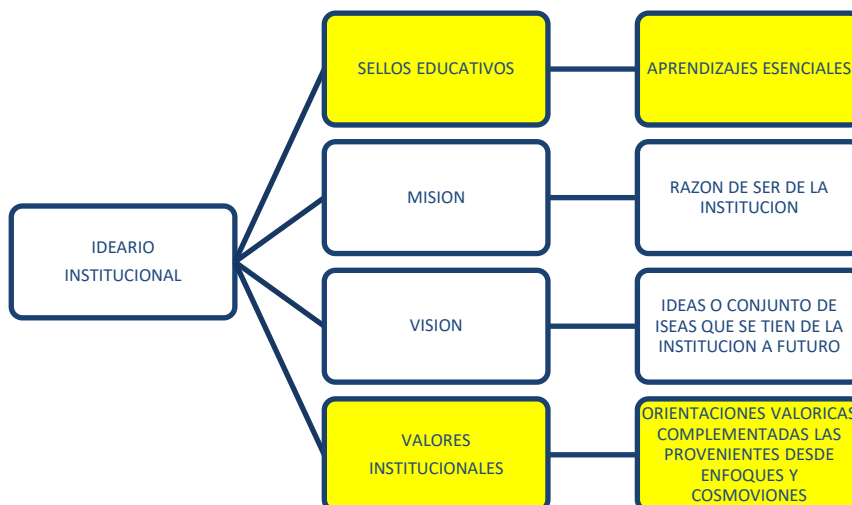 SELLOS EDUCATIVOS
APRENDIZAJES ESENCIALES
MISION
RAZON DE SER DE LA
INSTITUCION
IDEARIO
INSTITUCIONAL
VISION
IDEAS O CONJUNTO DE
ISEAS QUE SE TIEN DE LA
INSTITUCION A FUTURO
VALORES
INSTITUCIONALES
ORIENTACIONES VALORICAS
COMPLEMENTADAS LAS
PROVENIENTES DESDE
ENFOQUES Y
COSMOVIONES